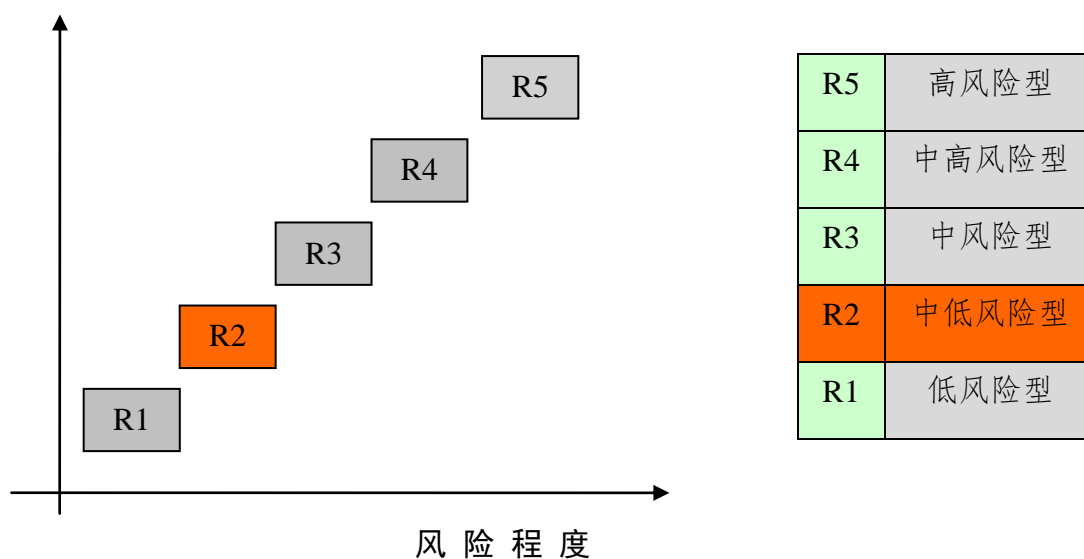 R5
R4
R3
R2
R1
风险程度
R5 高风险型
R4 中高风险型
R3 中风险型
R2 中低风险型
R1 低风险型